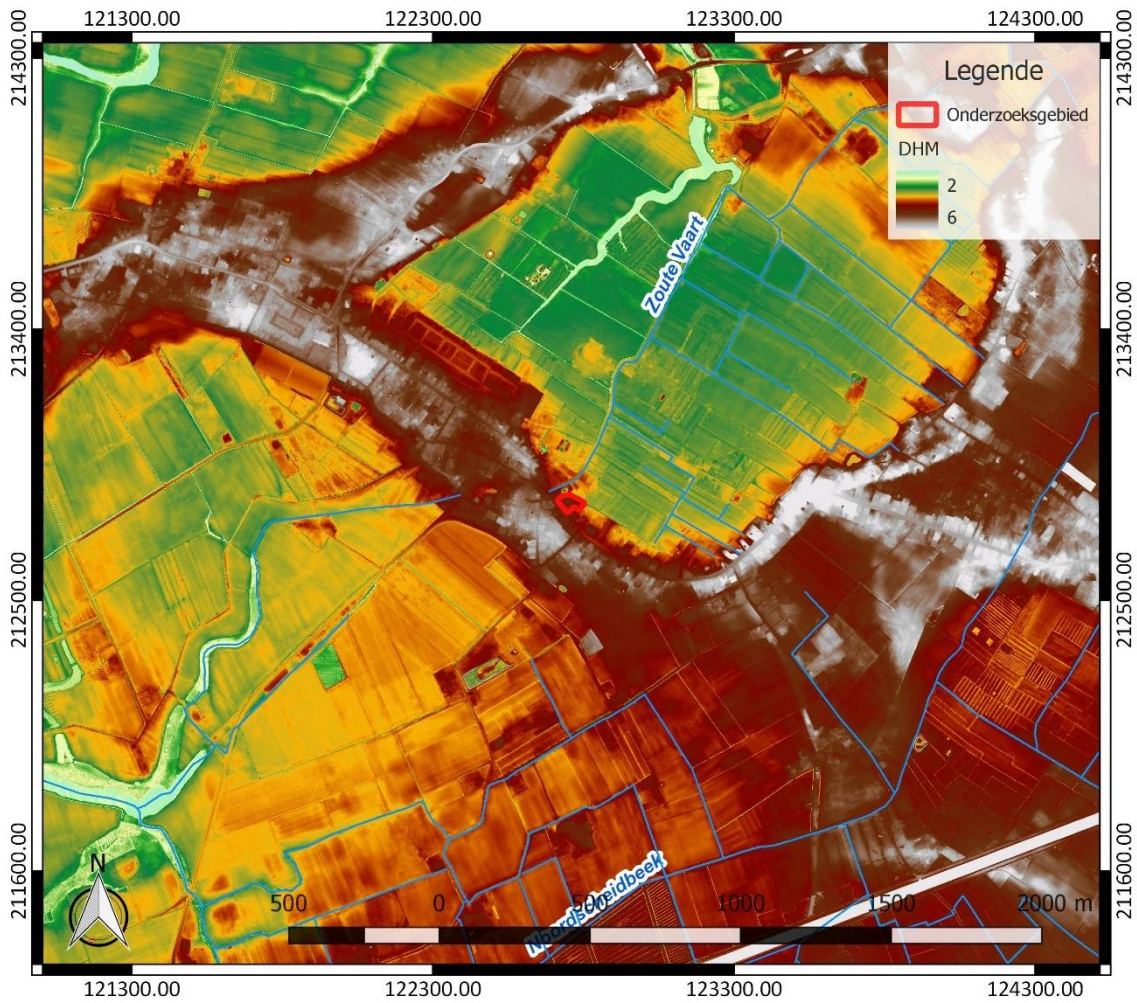 121300.00 122300.00 123300.00 124300.00
214300.00 214300.00
Legende
Onderzoeksgebied
DHM
2
6
Zoute Vaart
213400.00 213400.00
212500.00 212500.00
211600.00 211600.00
Noordscheidbeek
N
500 0 500 1000 1500 2000 m
121300.00 122300.00 123300.00 124300.00